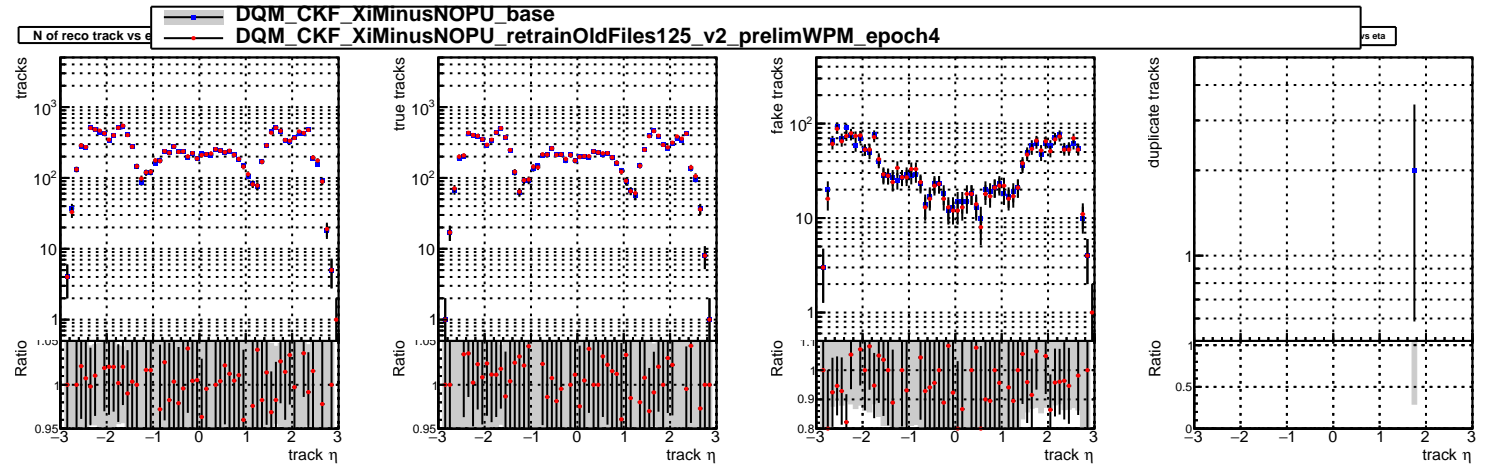 DQM_CKF_XiMinusNOPU_base
DQM_CKF_XiMinusNOPU_retrainOldFiles125_v2_prelimWPM_epoch4
N of reco track vs e
vs eta
tracks
10³
10²
10
1
Ratio
1.05
1
0.95
−3 −2 −1 0 1 2 3
track η
true tracks
10³
10²
10
1
Ratio
1.05
1
0.95
−3 −2 −1 0 1 2 3
track η
fake tracks
10²
10
1
Ratio
1.1
1
0.9
0.8
−3 −2 −1 0 1 2 3
track η
duplicate tracks
1
Ratio
1
0.5
0
−3 −2 −1 0 1 2 3
track η